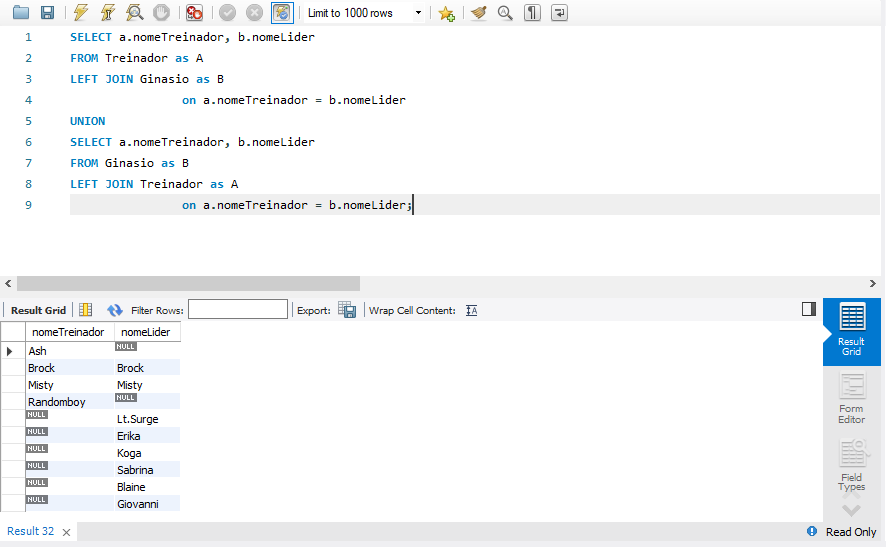 Limit to 1000 rows
1 SELECT a.nomeTreinador, b.nomeLider
2 FROM Treinador as A
3 LEFT JOIN Ginasio as B
4 on a.nomeTreinador = b.nomeLider
5 UNION
6 SELECT a.nomeTreinador, b.nomeLider
7 FROM Ginasio as B
8 LEFT JOIN Treinador as A
9 on a.nomeTreinador = b.nomeLider;
Result Grid Filter Rows: Export: Wrap Cell Content: IA
nomeTreinador nomeLider
Ash NULL
Brock Brock
Misty Misty
Randomboy NULL
NULL Lt.Surge
NULL Erika
NULL Koga
NULL Sabrina
NULL Blaine
NULL Giovanni
Result
Grid
Form
Editor
Field
Types
Result 32 Read Only